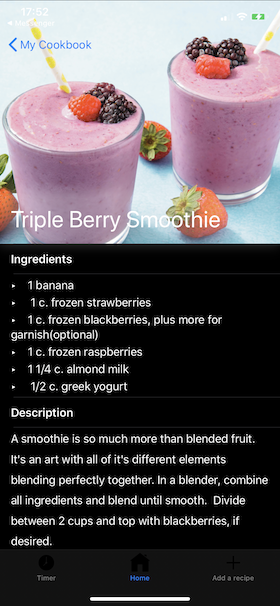 17:52
My Cookbook
Triple Berry Smoothie
Ingredients
‣ 1 banana
‣ 1 c. frozen strawberries
‣ 1 c. frozen blackberries, plus more for
garnish(optional)
‣ 1 c. frozen raspberries
‣ 1 1/4 c. almond milk
‣ 1/2 c. greek yogurt
Description
A smoothie is so much more than blended fruit.
It's an art with all of it's different elements
blending perfectly together. In a blender, combine
all ingredients and blend until smooth. Divide
between 2 cups and top with blackberries, if
desired.
Timer Home Add a recipe